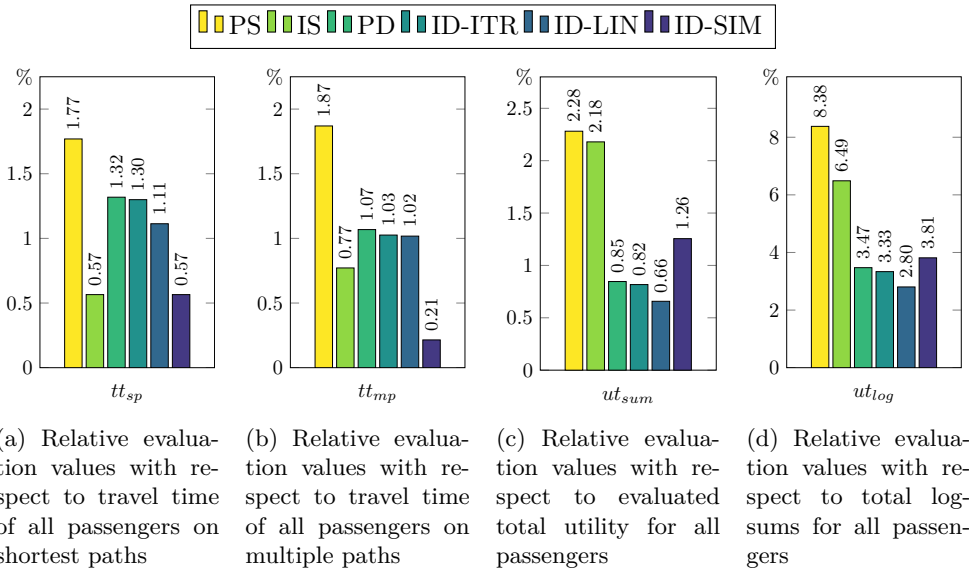 PS IS PD ID-ITR ID-LIN ID-SIM
%
2
1.5
1
0.5
0
1.77
0.57
1.32
1.30
1.11
0.57
tt_sp
(a) Relative evalua-
tion values with re-
spect to travel time
of all passengers on
shortest paths
%
2
1.5
1
0.5
0
1.87
0.77
1.07
1.03
1.02
0.21
tt_mp
(b) Relative evalua-
tion values with re-
spect to travel time
of all passengers on
multiple paths
%
2.5
2
1.5
1
0.5
0
2.28
2.18
0.85
0.82
0.66
1.26
ut_sum
(c) Relative evalua-
tion values with re-
spect to evaluated
total utility for all
passengers
%
8
6
4
2
0
8.38
6.49
3.47
3.33
2.80
3.81
ut_log
(d) Relative evalua-
tion values with re-
spect to total log-
sums for all passen-
gers